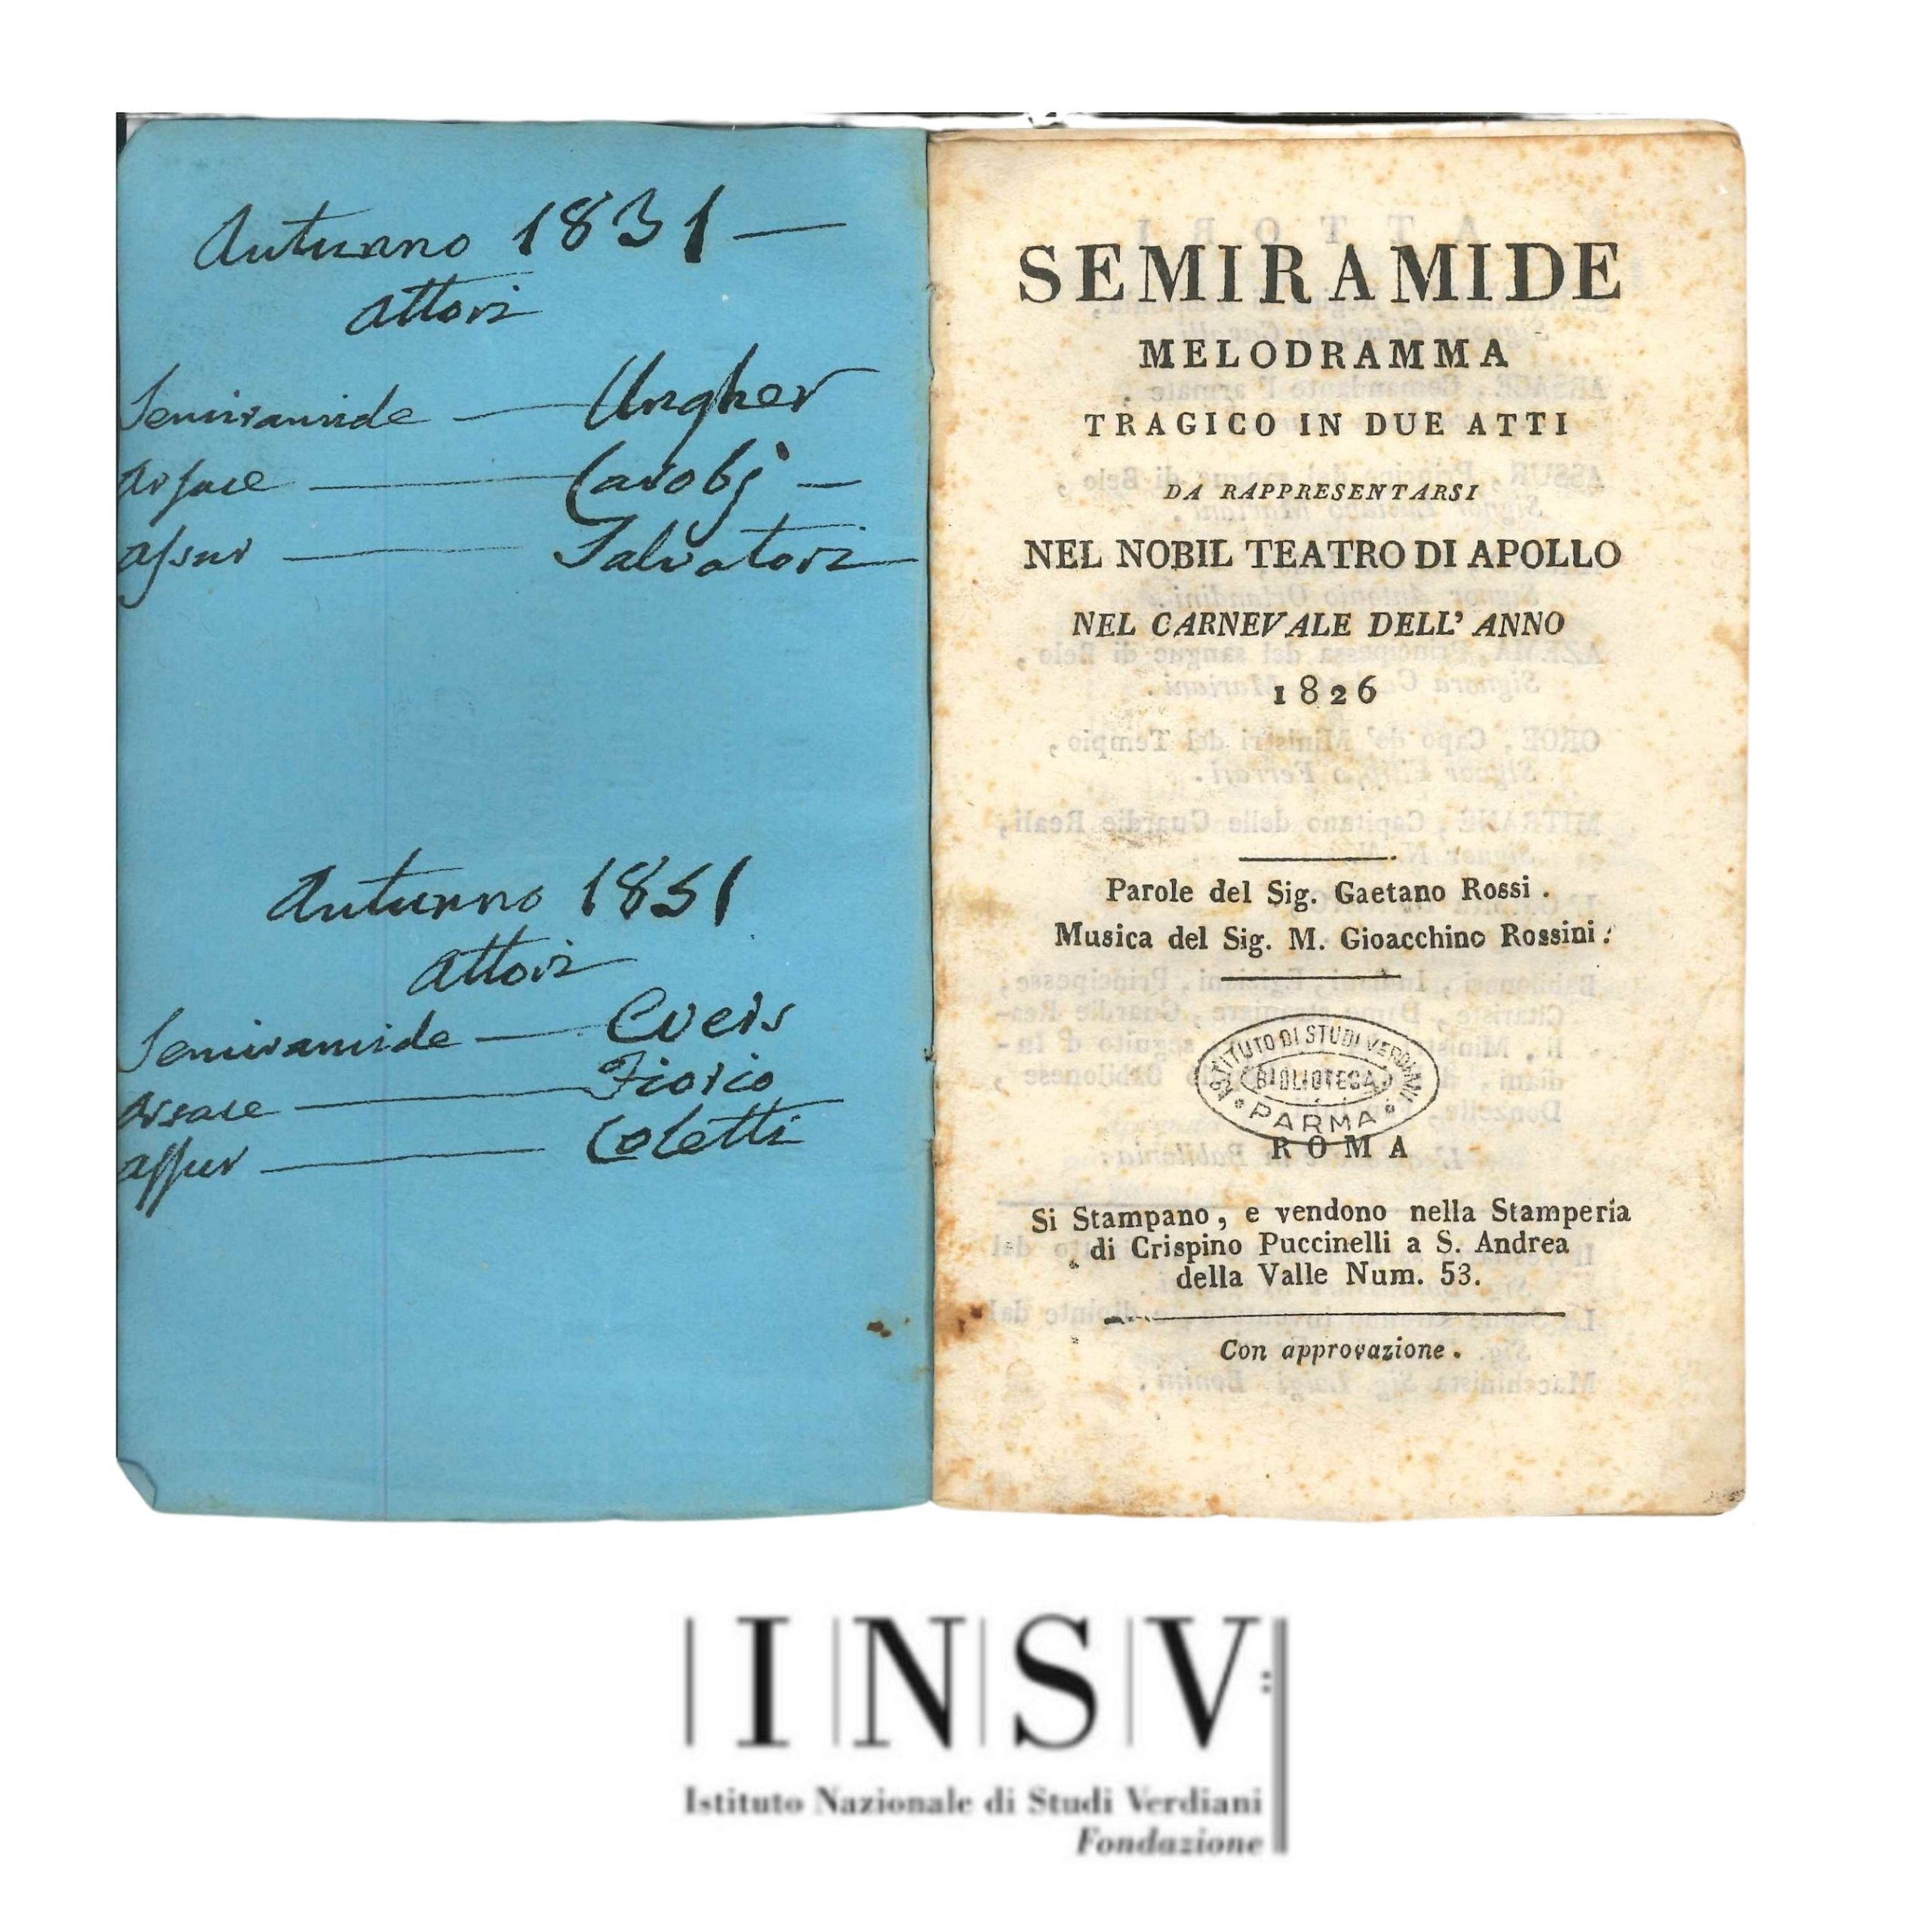 Autunno 1831 —
Attori
Semiramide — Ungher
Arsace — Carobj —
Assur — Salvatori
Autunno 1851
Attori
Semiramide — Evers
Arsace — Fiorio
Assur — Coletti
SEMIRAMIDE
MELODRAMMA
TRAGICO IN DUE ATTI
DA RAPPRESENTARSI
NEL NOBIL TEATRO DI APOLLO
NEL CARNEVALE DELL' ANNO
1826
Parole del Sig. Gaetano Rossi .
Musica del Sig. M. Gioacchino Rossini .
ISTITUTO DI STUDI VERDIANI
BIBLIOTECA
* PARMA *
ROMA
Si Stampano , e vendono nella Stamperia
di Crispino Puccinelli a S. Andrea
della Valle Num. 53.
Con approvazione .
INSV
Istituto Nazionale di Studi Verdiani
Fondazione